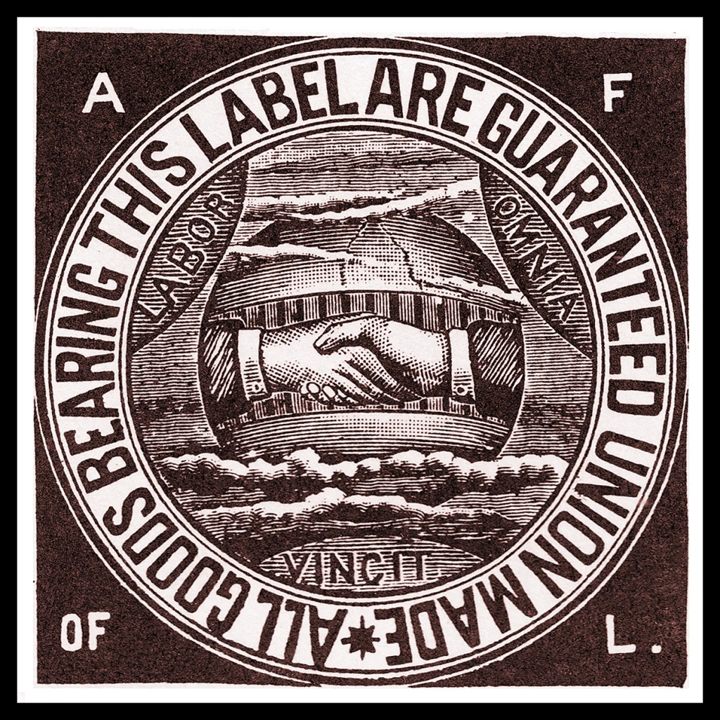 A F
ALL GOODS BEARING THIS LABEL ARE GUARANTEED UNION MADE
LABOR
OMNIA
VINCIT.
OF L.